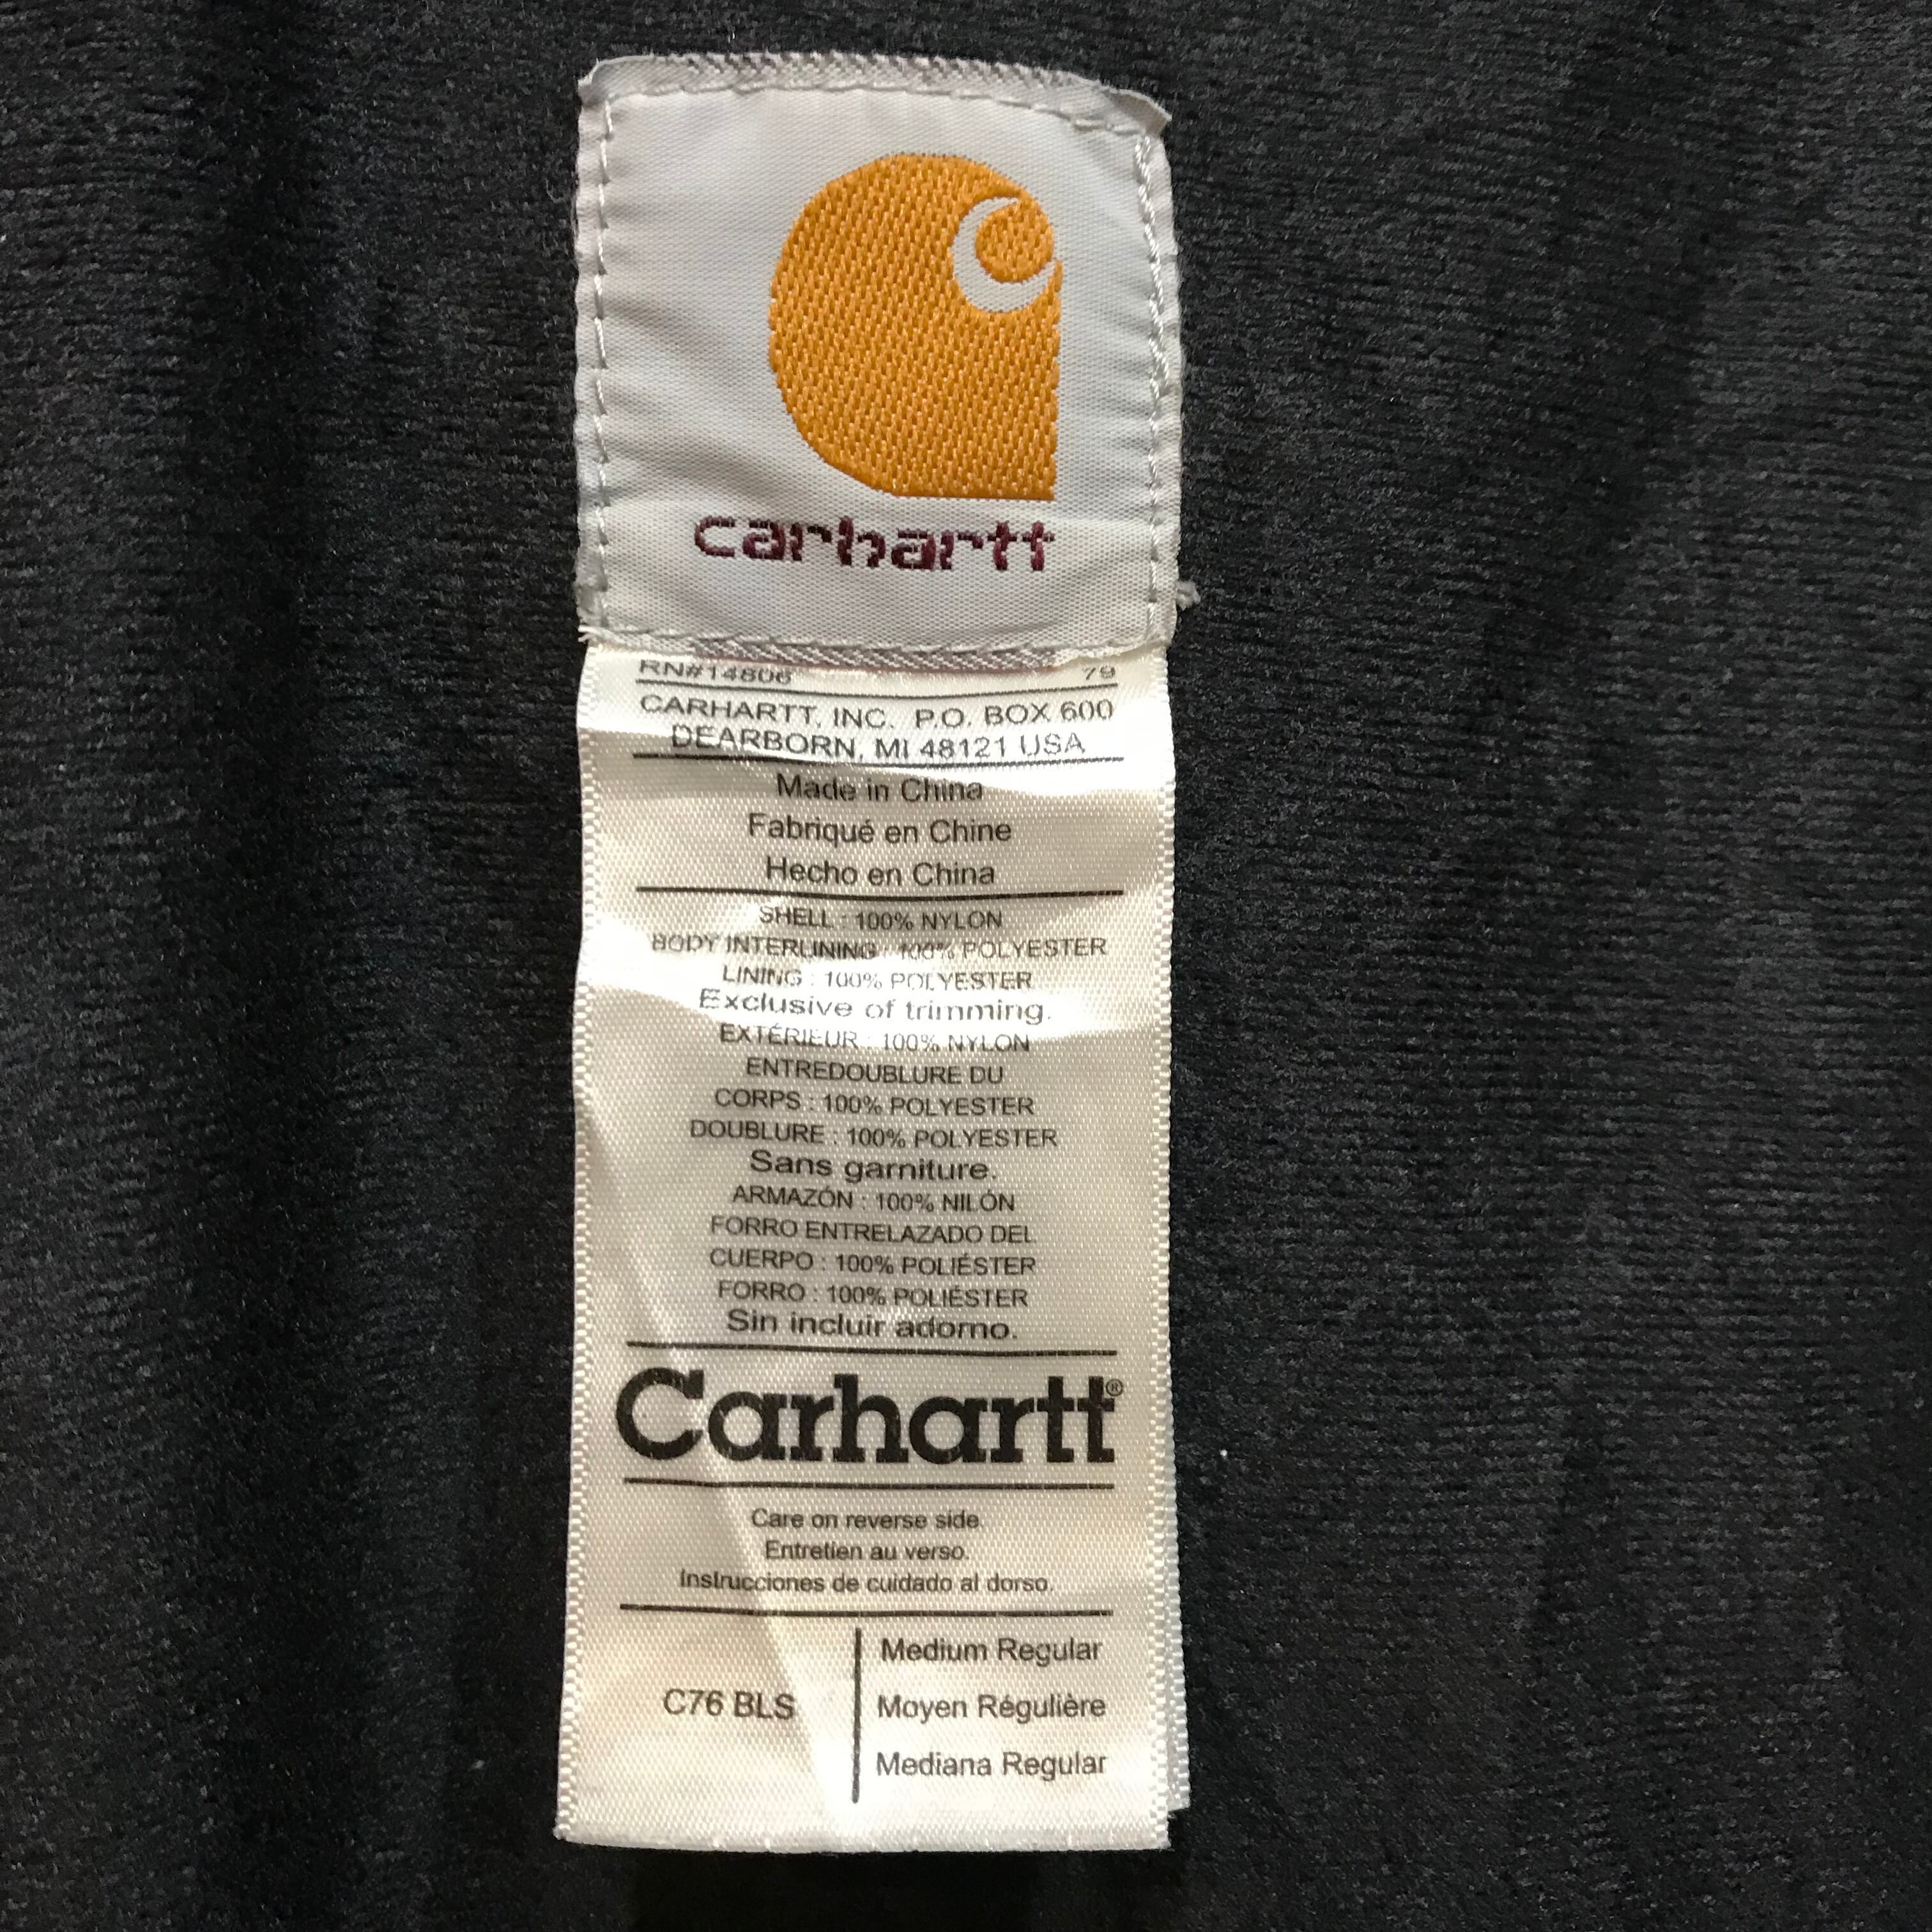 carhartt
RN#14806 79
CARHARTT, INC. P.O. BOX 600
DEARBORN, MI 48121 USA
Made in China
Fabriqué en Chine
Hecho en China
SHELL : 100% NYLON
BODY INTERLINING : 100% POLYESTER
LINING : 100% POLYESTER
Exclusive of trimming.
EXTÉRIEUR : 100% NYLON
ENTREDOUBLURE DU
CORPS : 100% POLYESTER
DOUBLURE : 100% POLYESTER
Sans garniture.
ARMAZÓN : 100% NILÓN
FORRO ENTRELAZADO DEL
CUERPO : 100% POLIÉSTER
FORRO : 100% POLIÉSTER
Sin incluir adorno.
Carhartt®
Care on reverse side.
Entretien au verso.
Instrucciones de cuidado al dorso.
Medium Regular
C76 BLS Moyen Régulière
Mediana Regular